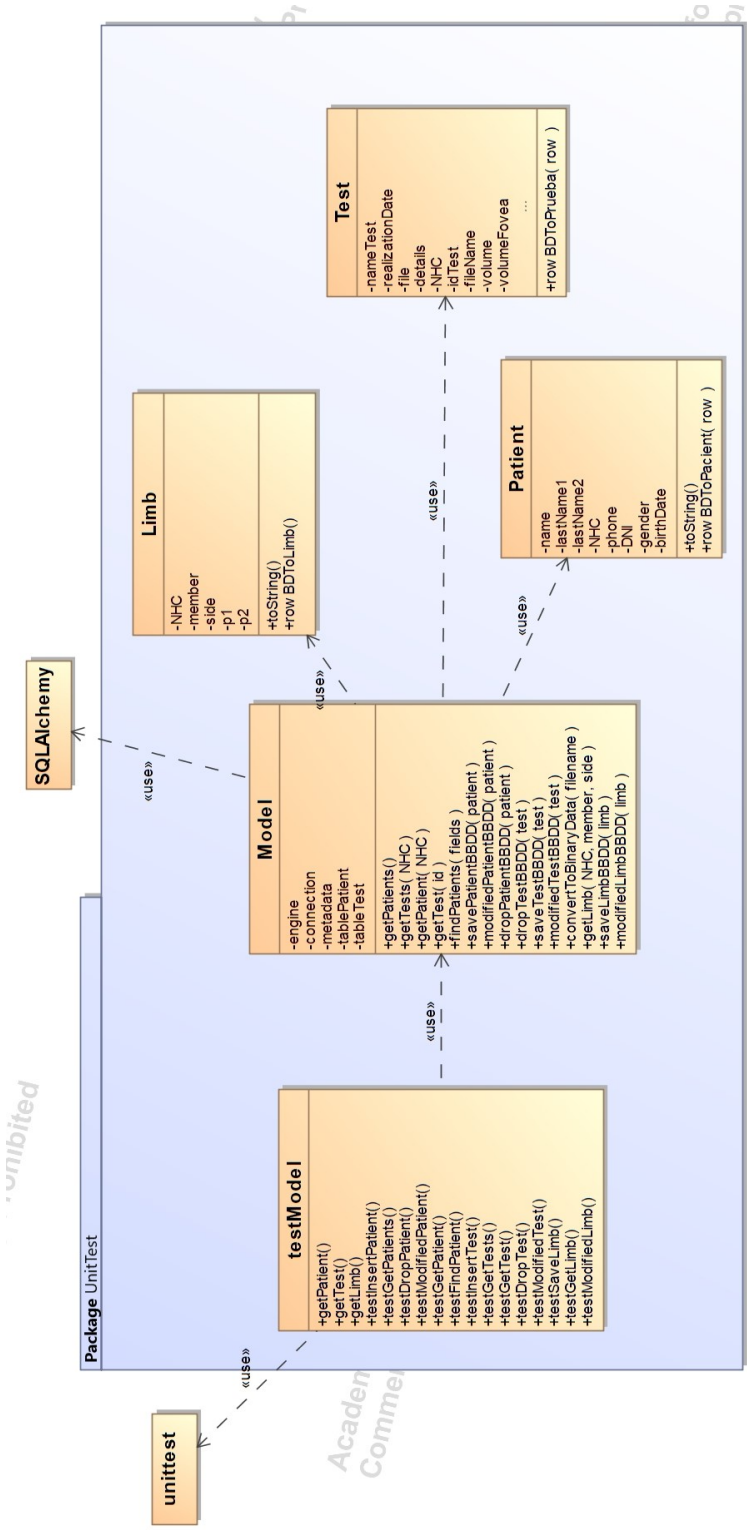 Package UnitTest
unittest
«use»
testModel
+getPatient()
+getTest()
+getLimb()
+testInsertPatient()
+testGetPatients()
+testDropPatient()
+testModifiedPatient()
+testGetPatient()
+testFindPatient()
+testInsertTest()
+testGetTests()
+testGetTest()
+testDropTest()
+testModifiedTest()
+testSaveLimb()
+testGetLimb()
+testModifiedLimb()
«use»
SQLAlchemy
«use»
Model
-engine
-connection
-metadata
-tablePatient
-tableTest
+getPatients()
+getTests( NHC )
+getPatient( NHC )
+getTest( id )
+findPatients( fields )
+savePatientBBDD( patient )
+modifiedPatientBBDD( patient )
+dropPatientBBDD( patient )
+dropTestBBDD( test )
+saveTestBBDD( test )
+modifiedTestBBDD( test )
+convertToBinaryData( filename )
+getLimb( NHC, member, side )
+saveLimbBBDD( limb )
+modifiedLimbBBDD( limb )
«use»
«use»
«use»
Limb
-NHC
-member
-side
-p1
-p2
+toString()
+row BDToLimb()
Patient
-name
-lastName1
-lastName2
-NHC
-phone
-DNI
-gender
-birthDate
+toString()
+row BDToPacient( row )
Test
-nameTest
-realizationDate
-file
-details
-NHC
-idTest
-fileName
-volume
-volumeFovea
...
+row BDToPrueba( row )